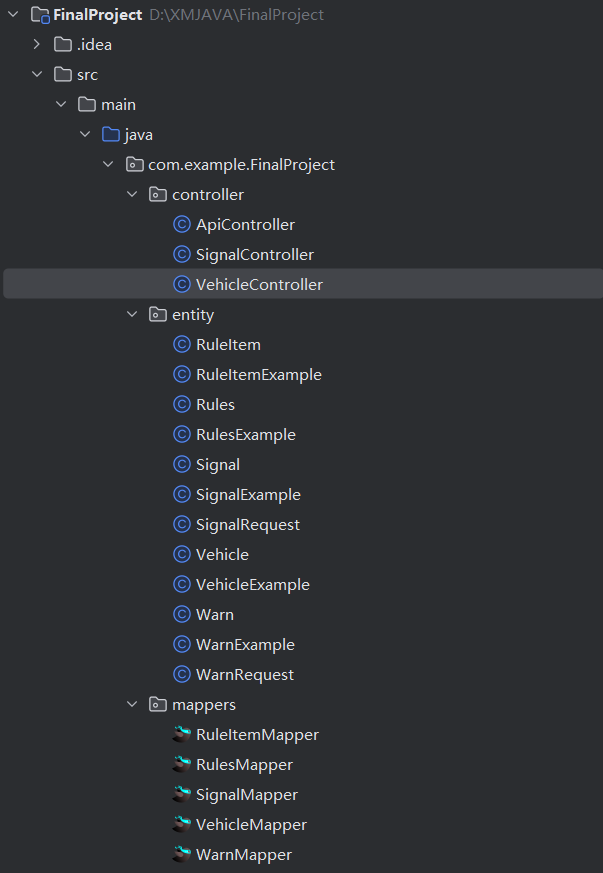 FinalProject D:\XMJAVA\FinalProject
.idea
src
main
java
com.example.FinalProject
controller
ApiController
SignalController
VehicleController
entity
RuleItem
RuleItemExample
Rules
RulesExample
Signal
SignalExample
SignalRequest
Vehicle
VehicleExample
Warn
WarnExample
WarnRequest
mappers
RuleItemMapper
RulesMapper
SignalMapper
VehicleMapper
WarnMapper